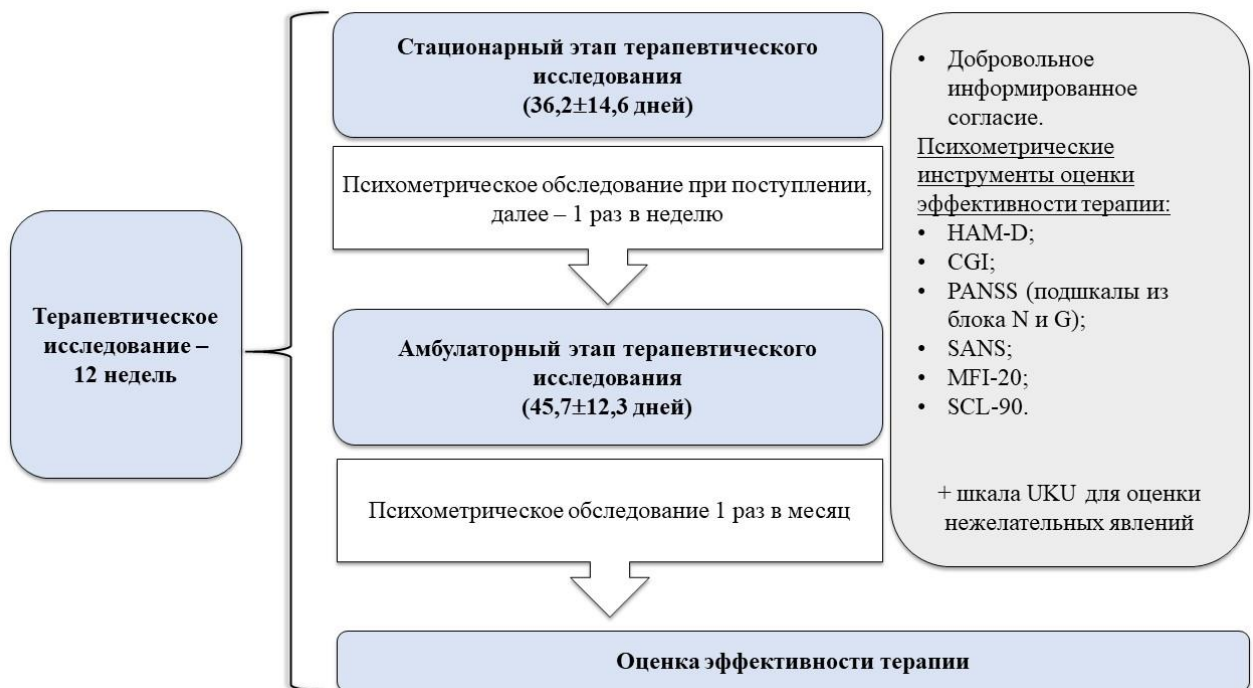 Терапевтическое
исследование –
12 недель
Стационарный этап терапевтического
исследования
(36,2±14,6 дней)
Психометрическое обследование при поступлении,
далее – 1 раз в неделю
Амбулаторный этап терапевтического
исследования
(45,7±12,3 дней)
Психометрическое обследование 1 раз в месяц
Оценка эффективности терапии
• Добровольное
информированное
согласие.
Психометрические
инструменты оценки
эффективности терапии:
• HAM-D;
• CGI;
• PANSS (подшкалы из
блока N и G);
• SANS;
• MFI-20;
• SCL-90.
+ шкала UKU для оценки
нежелательных явлений